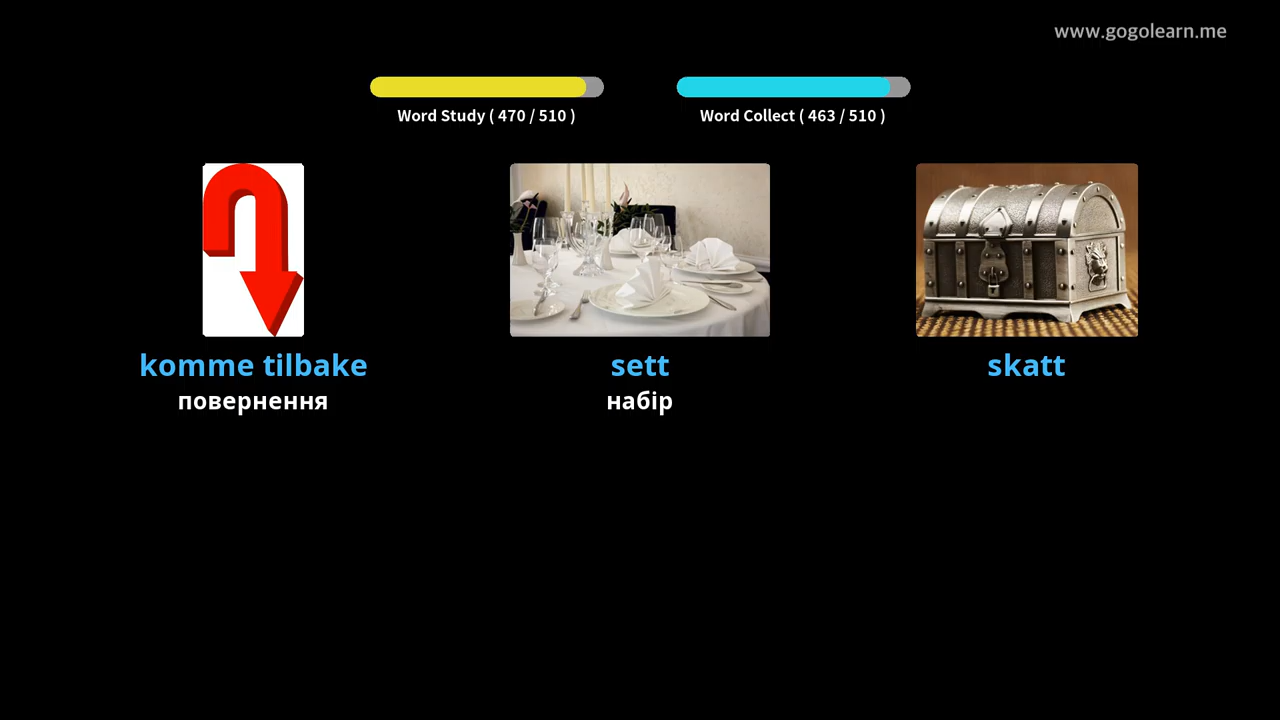 www.gogolearn.me
Word Study ( 470 / 510 )
Word Collect ( 463 / 510 )
komme tilbake
повернення
sett
набір
skatt